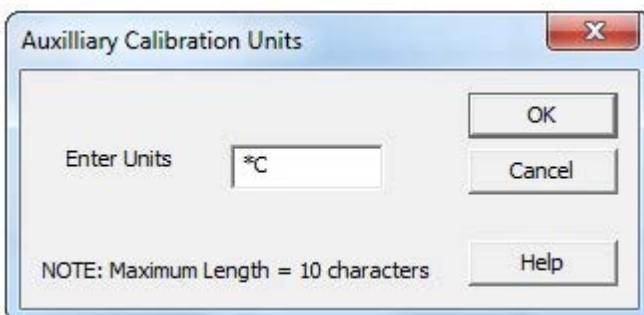 Auxilliary Calibration Units
X
OK
Enter Units
*C
Cancel
NOTE: Maximum Length = 10 characters
Help